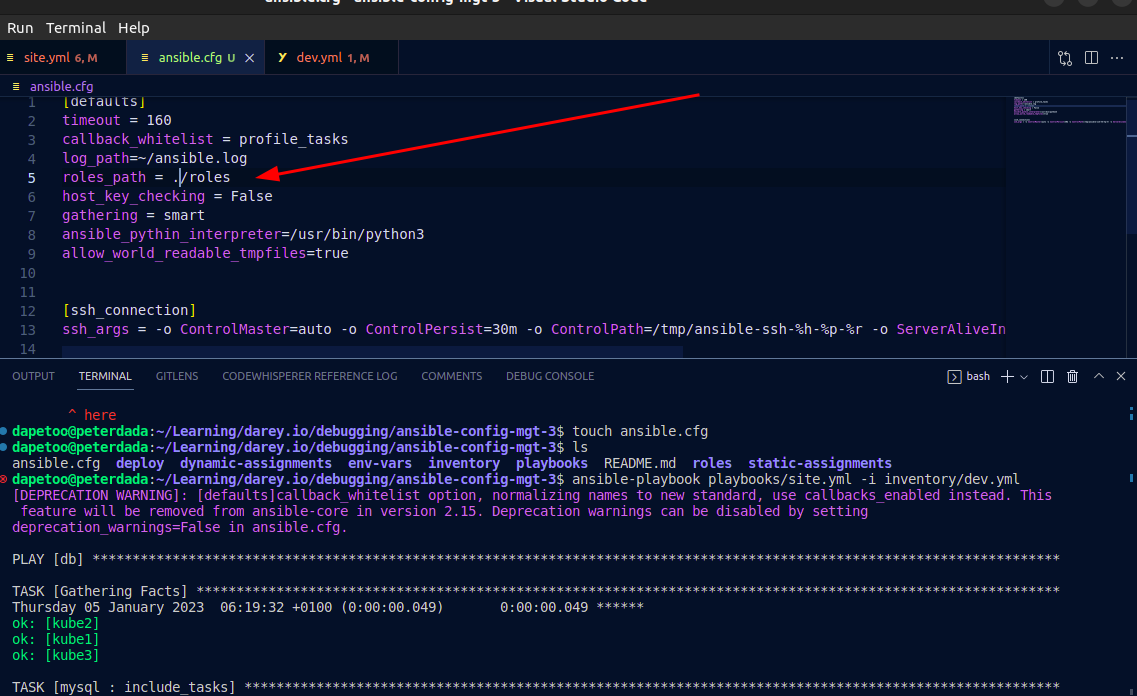 ansible.cfg - ansible-config-mgt-3 - Visual Studio Code
Run Terminal Help
site.yml 6, M ansible.cfg U dev.yml 1, M
ansible.cfg
1 [defaults]
2 timeout = 160
3 callback_whitelist = profile_tasks
4 log_path=~/ansible.log
5 roles_path = ./roles
6 host_key_checking = False
7 gathering = smart
8 ansible_pythin_interpreter=/usr/bin/python3
9 allow_world_readable_tmpfiles=true
10
11
12 [ssh_connection]
13 ssh_args = -o ControlMaster=auto -o ControlPersist=30m -o ControlPath=/tmp/ansible-ssh-%h-%p-%r -o ServerAliveIn
14
OUTPUT TERMINAL GITLENS CODEWHISPERER REFERENCE LOG COMMENTS DEBUG CONSOLE bash
^ here
dapetoo@peterdada:~/Learning/darey.io/debugging/ansible-config-mgt-3$ touch ansible.cfg
dapetoo@peterdada:~/Learning/darey.io/debugging/ansible-config-mgt-3$ ls
ansible.cfg deploy dynamic-assignments env-vars inventory playbooks README.md roles static-assignments
dapetoo@peterdada:~/Learning/darey.io/debugging/ansible-config-mgt-3$ ansible-playbook playbooks/site.yml -i inventory/dev.yml
[DEPRECATION WARNING]: [defaults]callback_whitelist option, normalizing names to new standard, use callbacks_enabled instead. This
feature will be removed from ansible-core in version 2.15. Deprecation warnings can be disabled by setting
deprecation_warnings=False in ansible.cfg.
PLAY [db] *************************************************************************************************************************
TASK [Gathering Facts] ************************************************************************************************************
Thursday 05 January 2023 06:19:32 +0100 (0:00:00.049) 0:00:00.049 ******
ok: [kube2]
ok: [kube1]
ok: [kube3]
TASK [mysql : include_tasks] ******************************************************************************************************